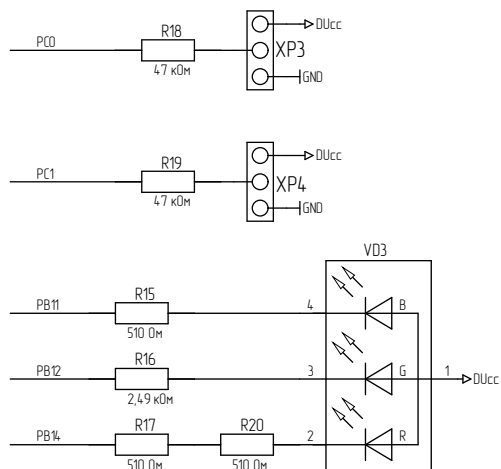 R18
DUcc
PC0
XP3
47 кОм
GND
R19
DUcc
PC1
XP4
47 кОм
GND
VD3
R15
PB11
4
B
510 Ом
R16
PB12
3
G
1
DUcc
2,49 кОм
R17
R20
PB14
2
R
510 Ом
510 Ом